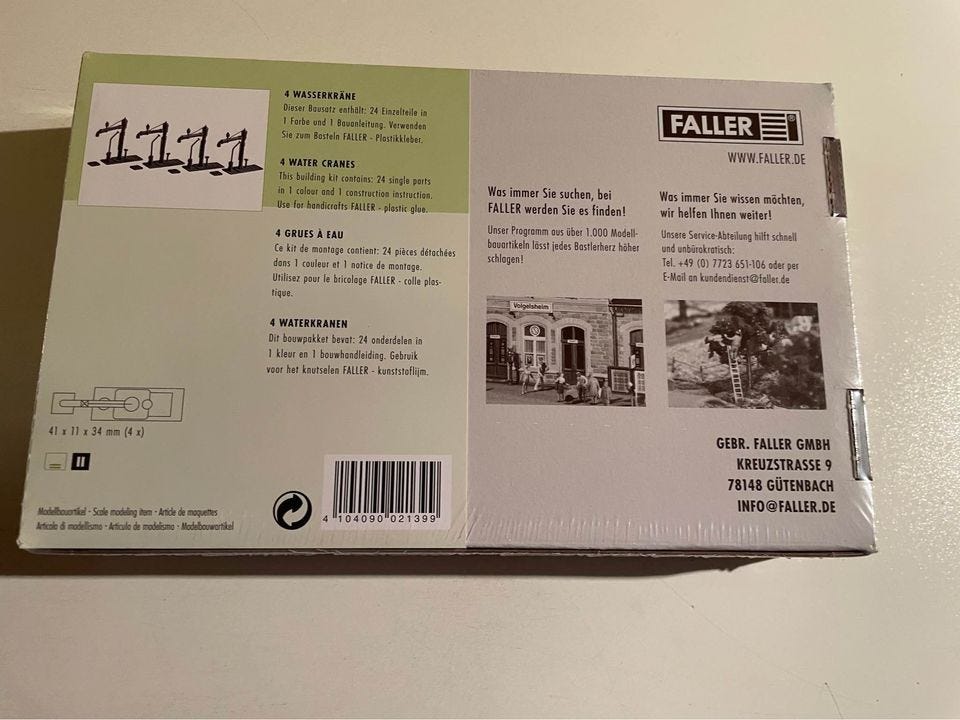 4 WASSERKRÄNE
Dieser Bausatz enthält: 24 Einzelteile in
1 Farbe und 1 Bauanleitung. Verwenden
Sie zum Basteln FALLER - Plastikkleber.
4 WATER CRANES
This building kit contains: 24 single parts
in 1 colour and 1 construction instruction.
Use for handicrafts FALLER - plastic glue.
4 GRUES À EAU
Ce kit de montage contient: 24 pièces détachées
dans 1 couleur et 1 notice de montage.
Utilisez pour le bricolage FALLER - colle plas-
tique.
4 WATERKRANEN
Dit bouwpakket bevat: 24 onderdelen in
1 kleur en 1 bouwhandleiding. Gebruik
voor het knutselen FALLER - kunststoflijm.
41 x 11 x 34 mm (4 x)
II
Modellbauartikel · Scale modeling item · Article de maquettes
Articolo di modellismo · Artículo de modelismo · Modelbouwartikel
4 104090 021399
FALLER ®
WWW.FALLER.DE
Was immer Sie suchen, bei
FALLER werden Sie es finden!
Unser Programm aus über 1.000 Modell-
bauartikeln lässt jedes Bastlerherz höher
schlagen!
Was immer Sie wissen möchten,
wir helfen Ihnen weiter!
Unsere Service-Abteilung hilft schnell
und unbürokratisch:
Tel. +49 (0) 7723 651-106 oder per
E-Mail an kundendienst@faller.de
Volgelsheim
GEBR. FALLER GMBH
KREUZSTRASSE 9
78148 GÜTENBACH
INFO@FALLER.DE